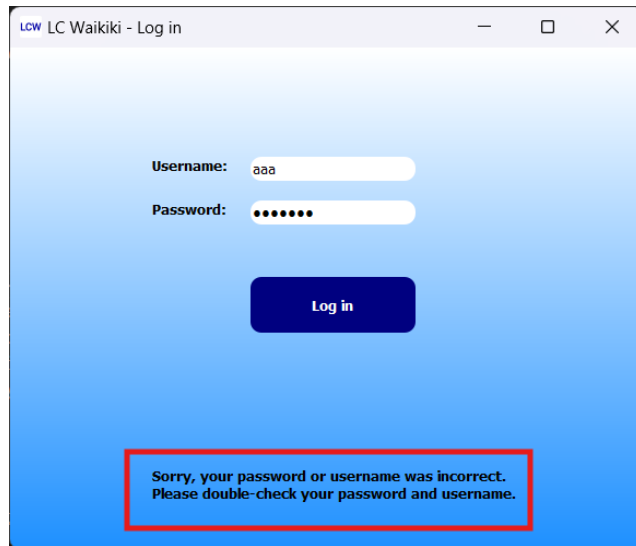 LCW LC Waikiki - Log in
Username: aaa
Password: •••••••
Log in
Sorry, your password or username was incorrect.
Please double-check your password and username.